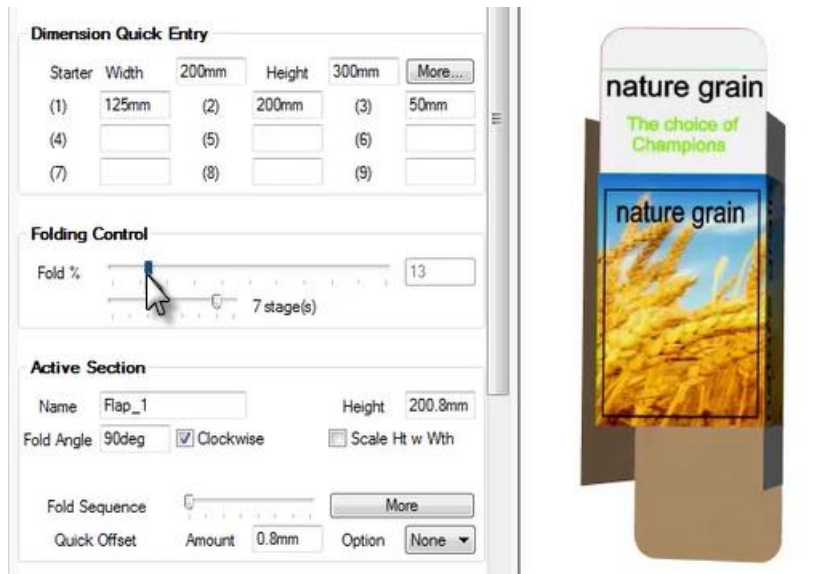 Dimension Quick Entry
Starter Width 200mm Height 300mm More...
(1) 125mm (2) 200mm (3) 50mm
(4) (5) (6)
(7) (8) (9)
Folding Control
Fold % 13
7 stage(s)
Active Section
Name Flap_1 Height 200.8mm
Fold Angle 90deg Clockwise Scale Ht w Wth
Fold Sequence More
Quick Offset Amount 0.8mm Option None
nature grain
The choice of
Champions
nature grain